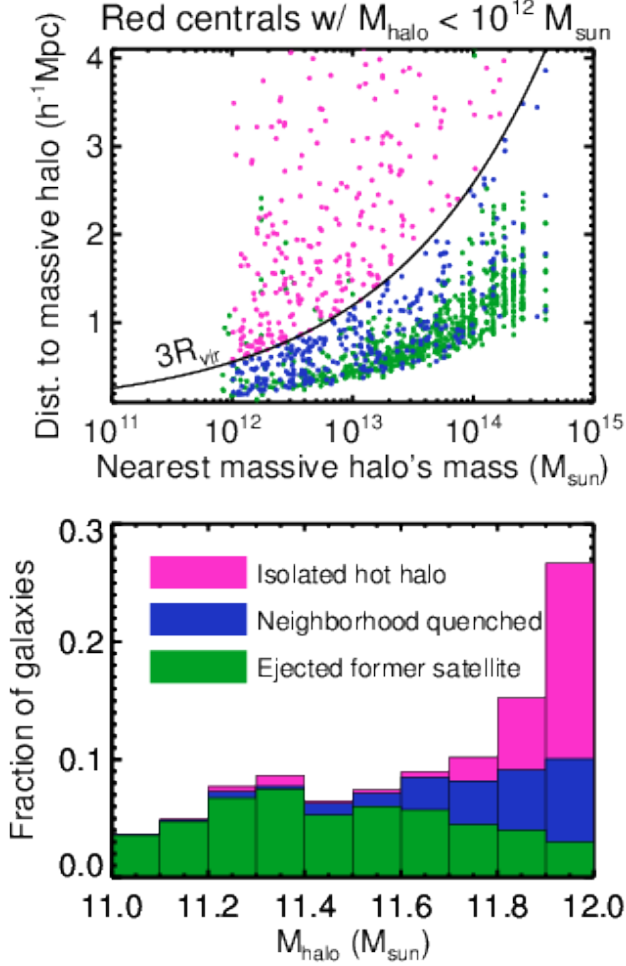 Red centrals w/ M_halo < 10^12 M_sun
Dist. to massive halo (h^-1Mpc)
4
3
2
1
3R_vir
10^11 10^12 10^13 10^14 10^15
Nearest massive halo's mass (M_sun)
Fraction of galaxies
0.3
0.2
0.1
0.0
Isolated hot halo
Neighborhood quenched
Ejected former satellite
11.0 11.2 11.4 11.6 11.8 12.0
M_halo (M_sun)